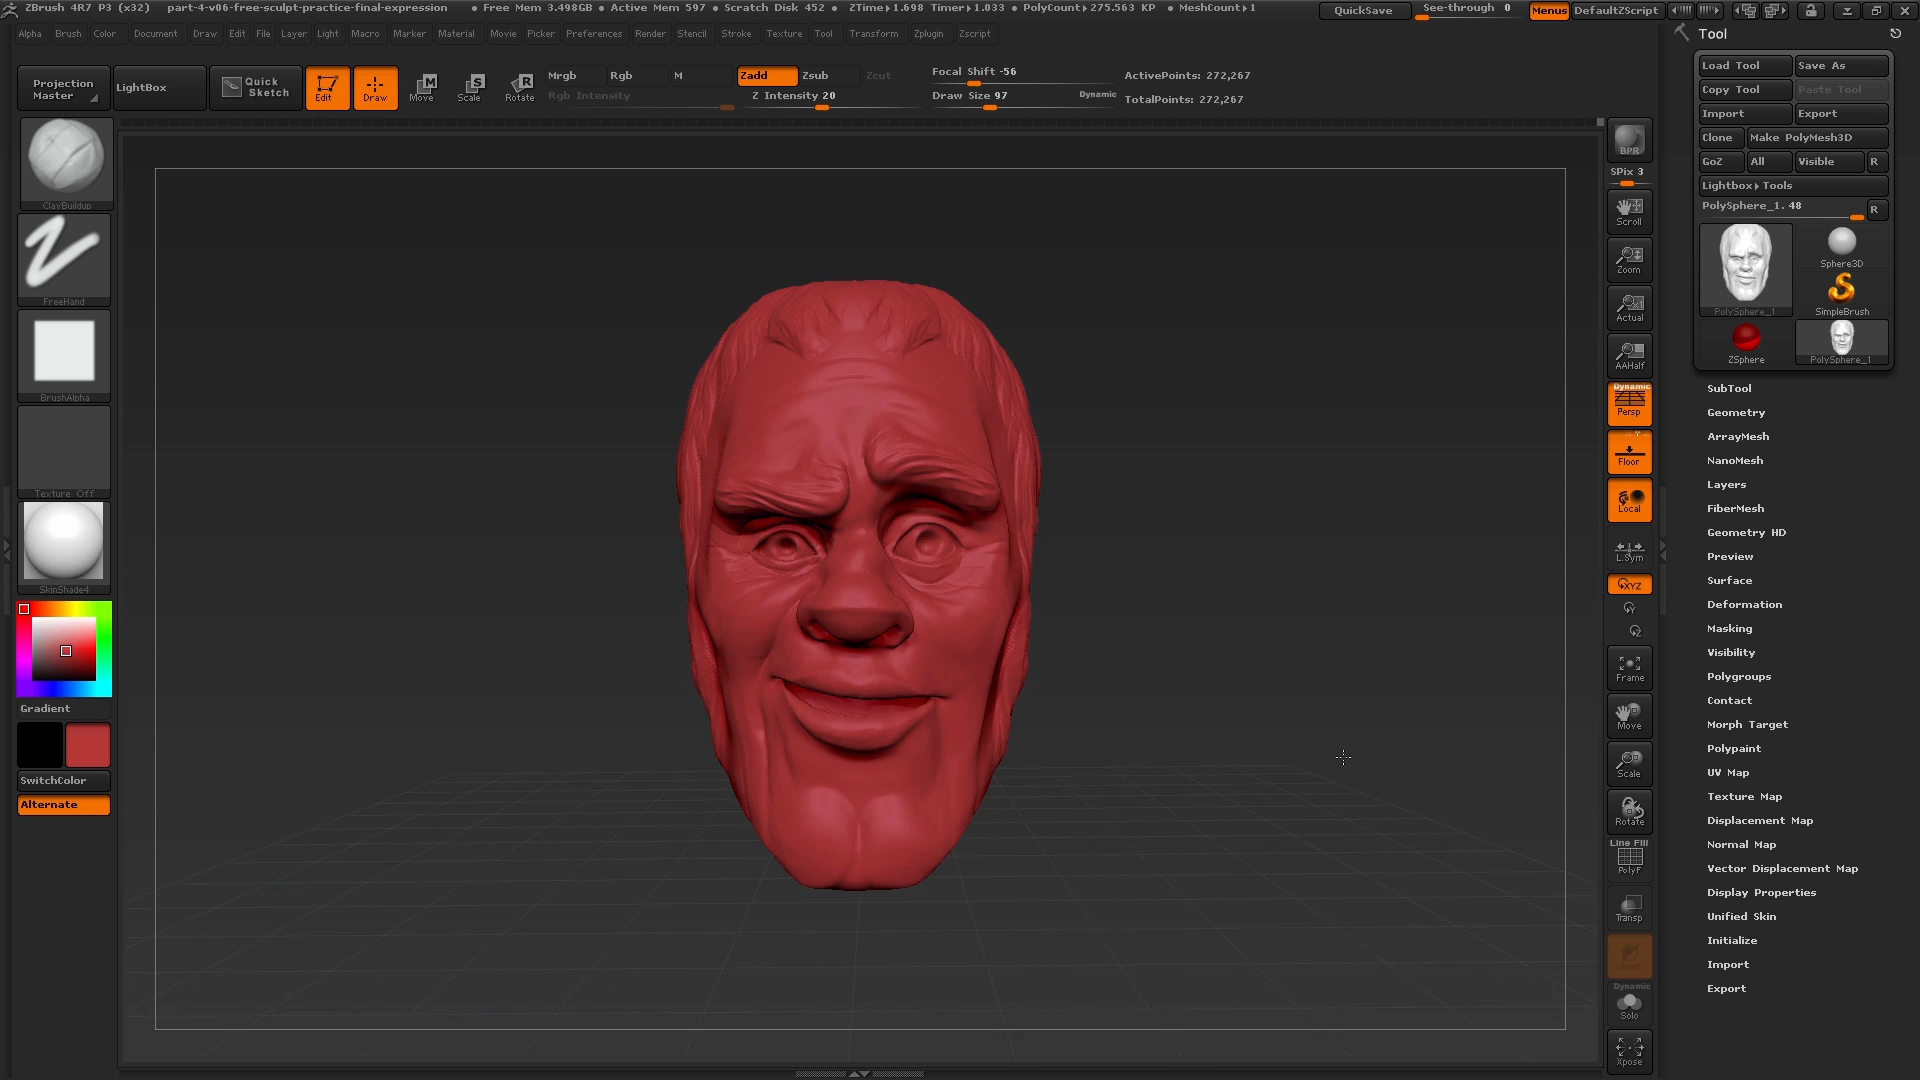 ZBrush 4R7 P3 (x32) part-4-v06-free-sculpt-practice-final-expression • Free Mem 3.498GB • Active Mem 597 • Scratch Disk 452 • ZTime▸1.698 Timer▸1.033 • PolyCount▸275.563 KP • MeshCount▸1 QuickSave See-through 0 Menus DefaultZScript
Alpha Brush Color Document Draw Edit File Layer Light Macro Marker Material Movie Picker Preferences Render Stencil Stroke Texture Tool Transform Zplugin Zscript
Tool
Projection Master
LightBox
Quick Sketch
Edit
Draw
Move
Scale
Rotate
Mrgb Rgb M Zadd Zsub Zcut
Rgb Intensity Z Intensity 20
Focal Shift -56
Draw Size 97 Dynamic
ActivePoints: 272,267
TotalPoints: 272,267
ClayBuildup
FreeHand
BrushAlpha
Texture Off
SkinShade4
Gradient
SwitchColor
Alternate
BPR
SPix 3
Scroll
Zoom
Actual
AAHalf
Dynamic
Persp
Floor
Local
L.Sym
XYZ
Y
Z
Frame
Move
Scale
Rotate
Line Fill
PolyF
Transp
Ghost
Dynamic
Solo
Xpose
Load Tool Save As
Copy Tool Paste Tool
Import Export
Clone Make PolyMesh3D
GoZ All Visible R
Lightbox▸Tools
PolySphere_1. 48 R
PolySphere_1
Sphere3D
SimpleBrush
ZSphere
PolySphere_1
SubTool
Geometry
ArrayMesh
NanoMesh
Layers
FiberMesh
Geometry HD
Preview
Surface
Deformation
Masking
Visibility
Polygroups
Contact
Morph Target
Polypaint
UV Map
Texture Map
Displacement Map
Normal Map
Vector Displacement Map
Display Properties
Unified Skin
Initialize
Import
Export